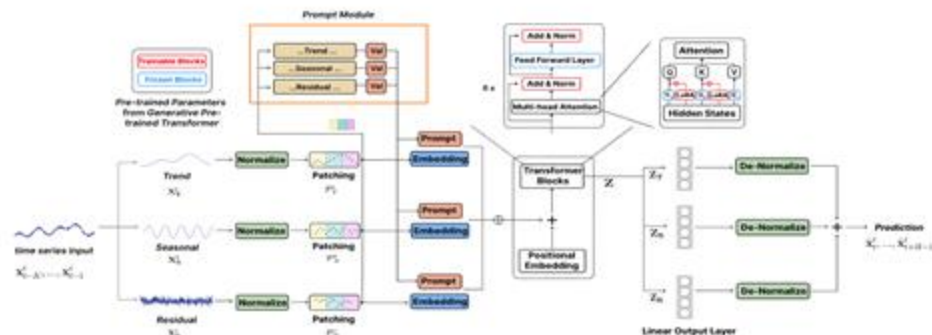 Prompt Module
Trainable Blocks
Frozen Blocks
Pre-trained Parameters
from Generative Pre-
trained Transformer
...Trend ...
Val
...Seasonal ...
Val
...Residual ...
Val
Add & Norm
Feed Forward Layer
Add & Norm
Multi-head Attention
Attention
Q
K
V
Hidden States
Trend
Normalize
Patching
Prompt
Embedding
time series input
Seasonal
Normalize
Patching
Prompt
Embedding
Residual
Normalize
Patching
Prompt
Embedding
Transformer
Blocks
Positional
Embedding
Z
De-Normalize
De-Normalize
De-Normalize
Prediction
Linear Output Layer